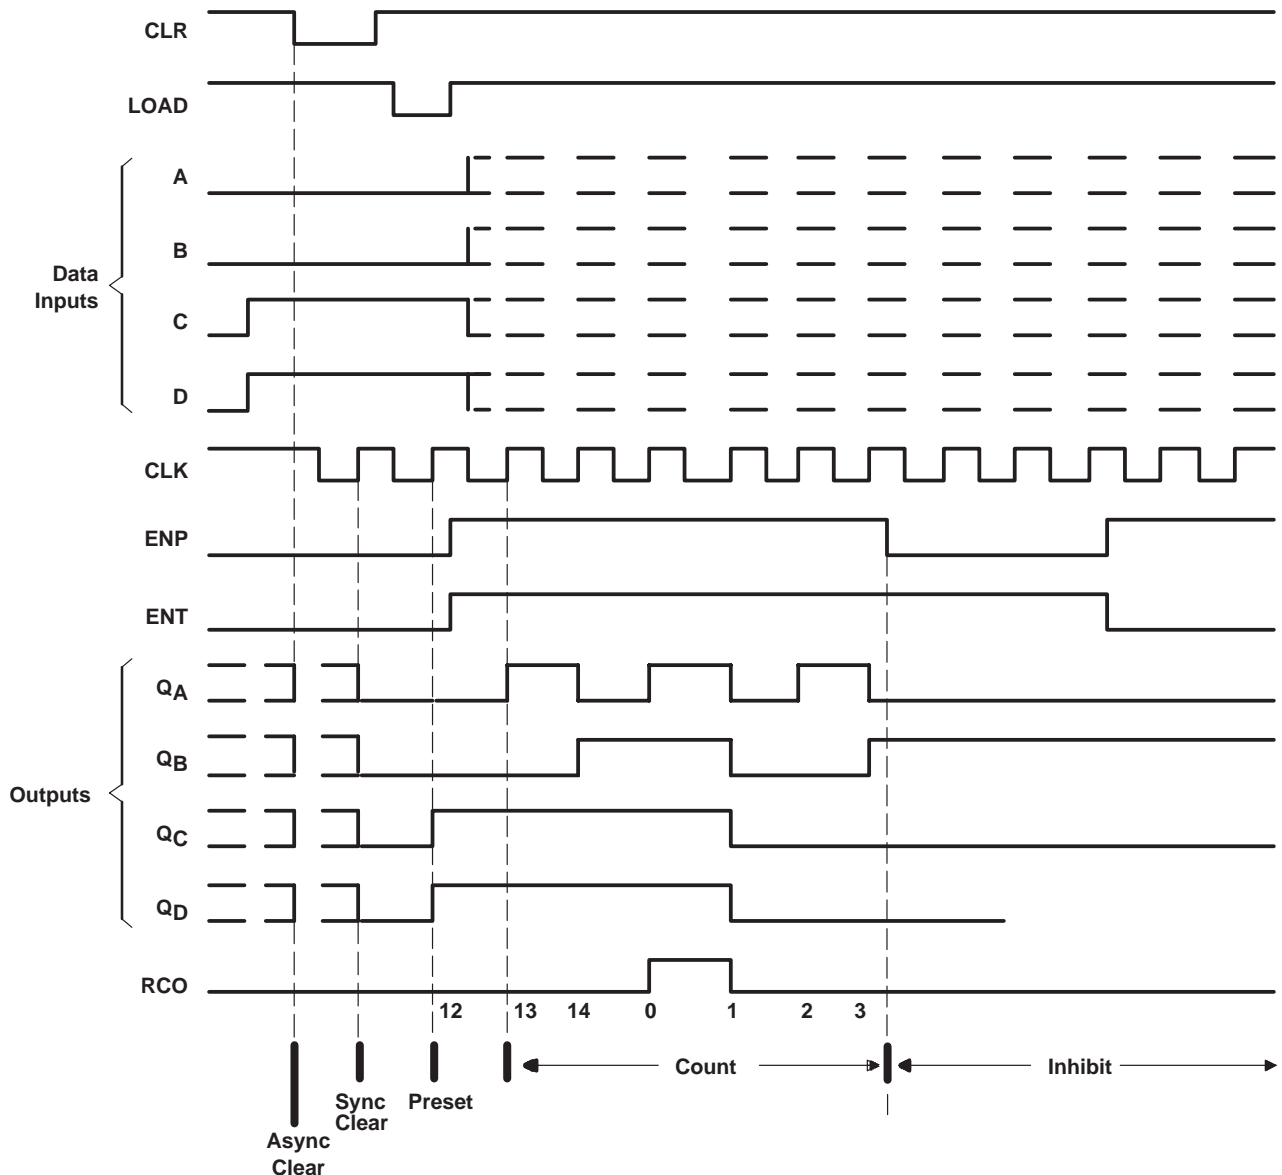 CLR
LOAD
A
B
Data
Inputs
C
D
CLK
ENP
ENT
QA
QB
Outputs
QC
QD
RCO
12 13 14 0 1 2 3
Count
Inhibit
Sync
Clear
Preset
Async
Clear